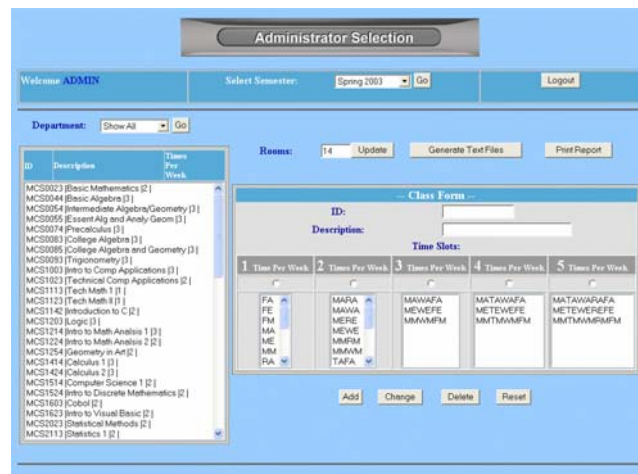 Administrator Selection
Welcome ADMIN
Select Semester:
Spring 2003
Go
Logout
Department:
Show All
Go
Rooms:
14
Update
Generate Text Files
Print Report
ID
Description
Times
Per
Week
MCS0023 |Basic Mathematics |2 |
MCS0044 |Basic Algebra |3 |
MCS0054 |Intermediate Algebra/Geometry |3 |
MCS0055 |Essent Alg and Analy Geom |3 |
MCS0074 |Precalculus |3 |
MCS0083 |College Algebra |3 |
MCS0085 |College Algebra and Geometry |3 |
MCS0093 |Trigonometry |3 |
MCS1003 |Intro to Comp Applications |3 |
MCS1023 |Technical Comp Applications |2 |
MCS1113 |Tech Math 1 |1 |
MCS1123 |Tech Math II |1 |
MCS1142 |Introduction to C |2 |
MCS1203 |Logic |3 |
MCS1214 |Intro to Math Analsis 1 |3 |
MCS1224 |Intro to Math Analsis 2 |2 |
MCS1254 |Geometry in Art |2 |
MCS1414 |Calculus 1 |3 |
MCS1424 |Calculus 2 |3 |
MCS1514 |Computer Science 1 |2 |
MCS1524 |Intro to Discrete Mathematics |2 |
MCS1603 |Cobol |2 |
MCS1623 |Intro to Visual Basic |2 |
MCS2023 |Statistical Methods |2 |
MCS2113 |Statistics 1 |2 |
-- Class Form --
ID:
Description:
Time Slots:
1 Time Per Week
2 Times Per Week
3 Times Per Week
4 Times Per Week
5 Times Per Week
FA
FE
FM
MA
ME
MM
RA
MARA
MAWA
MERE
MEWE
MMRM
MMWM
TAFA
MAWAFA
MEWEFE
MMWMFM
MATAWAFA
METEWEFE
MMTMWMFM
MATAWARAFA
METEWEREFE
MMTMWMRMFM
Add
Change
Delete
Reset